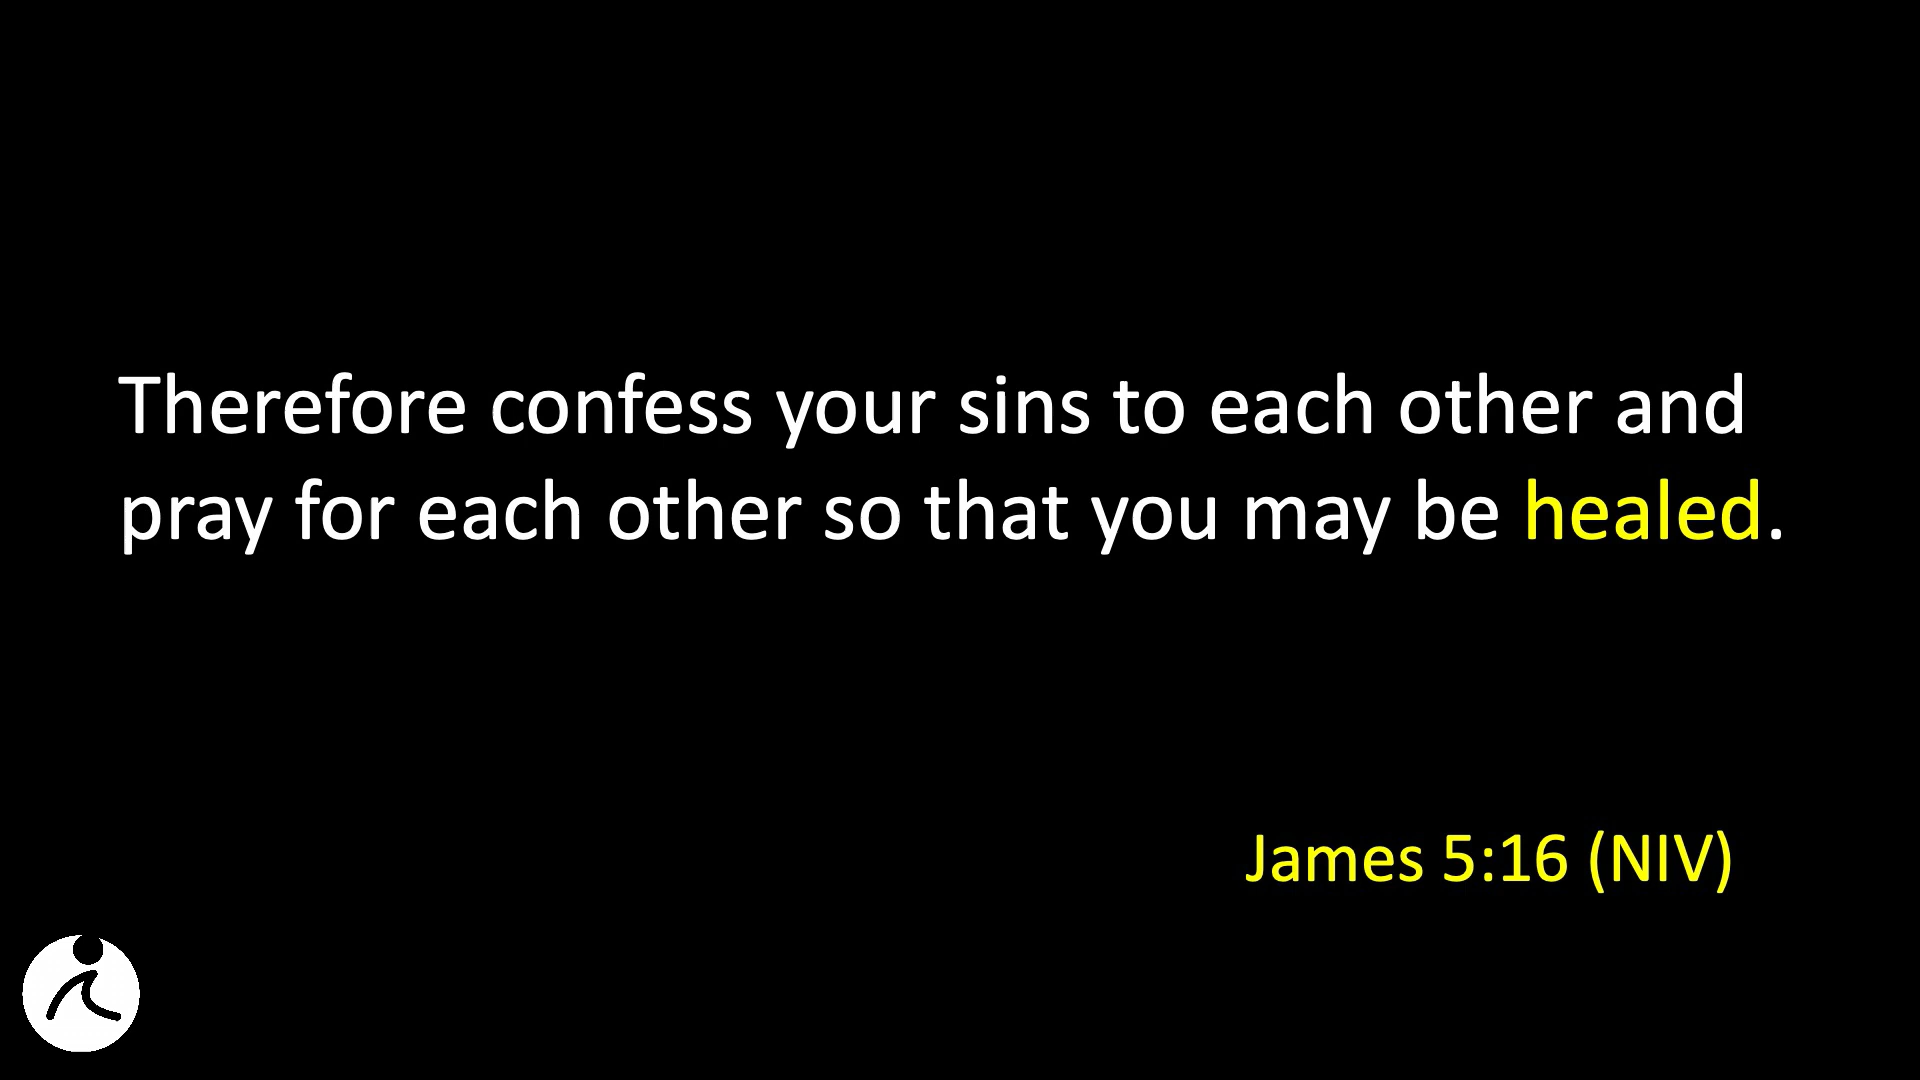 Therefore confess your sins to each other and
pray for each other so that you may be healed.
James 5:16 (NIV)